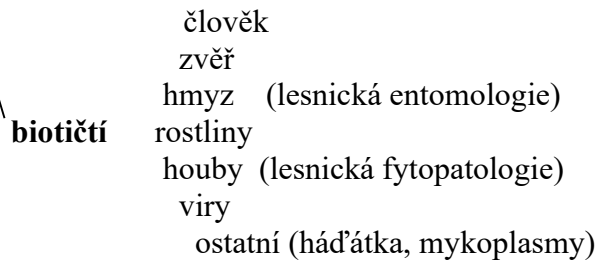 člověk
zvěř
hmyz (lesnická entomologie)
biotičtí rostliny
houby (lesnická fytopatologie)
viry
ostatní (háďátka, mykoplasmy)